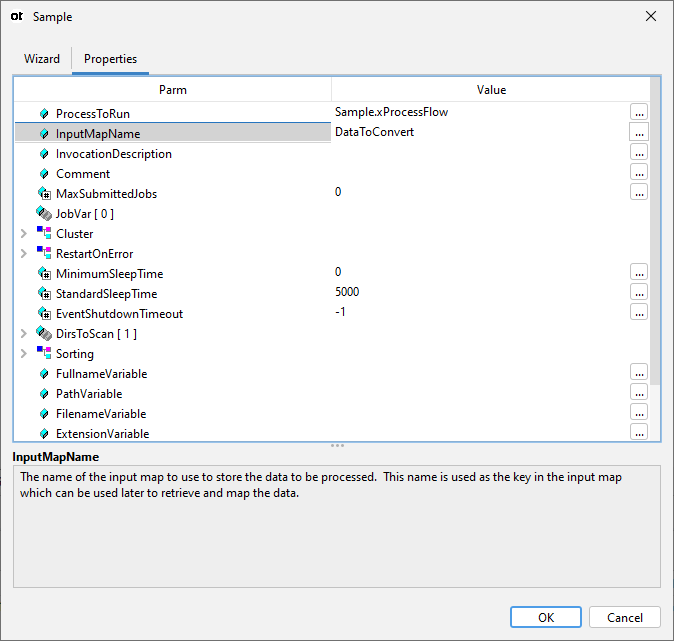 ot Sample
Wizard Properties
Parm Value
ProcessToRun Sample.xProcessFlow ...
InputMapName DataToConvert ...
InvocationDescription ...
Comment ...
MaxSubmittedJobs 0 ...
JobVar [ 0 ]
Cluster
RestartOnError
MinimumSleepTime 0 ...
StandardSleepTime 5000 ...
EventShutdownTimeout -1 ...
DirsToScan [ 1 ]
Sorting
FullnameVariable ...
PathVariable ...
FilenameVariable ...
ExtensionVariable ...
InputMapName
The name of the input map to use to store the data to be processed.  This name is used as the key in the input map
which can be used later to retrieve and map the data.
OK Cancel